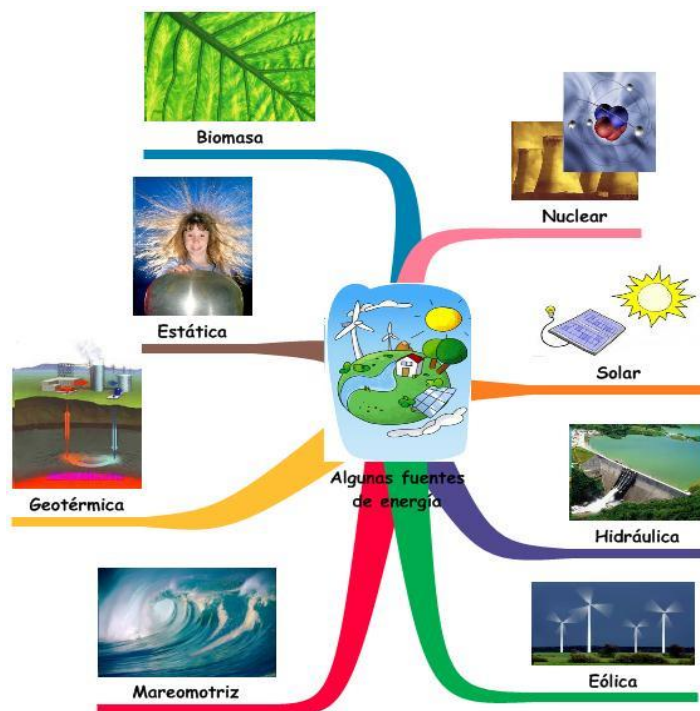 Biomasa
Nuclear
Estática
Solar
Algunas fuentes
de energía
Geotérmica
Hidráulica
Mareomotriz
Eólica